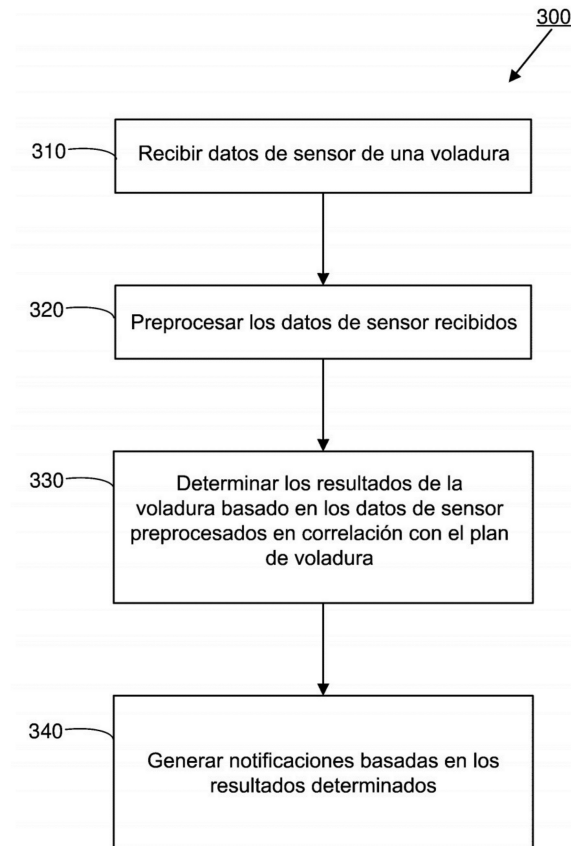 300
310
Recibir datos de sensor de una voladura
320
Preprocesar los datos de sensor recibidos
330
Determinar los resultados de la
voladura basado en los datos de sensor
preprocesados en correlación con el plan
de voladura
340
Generar notificaciones basadas en los
resultados determinados